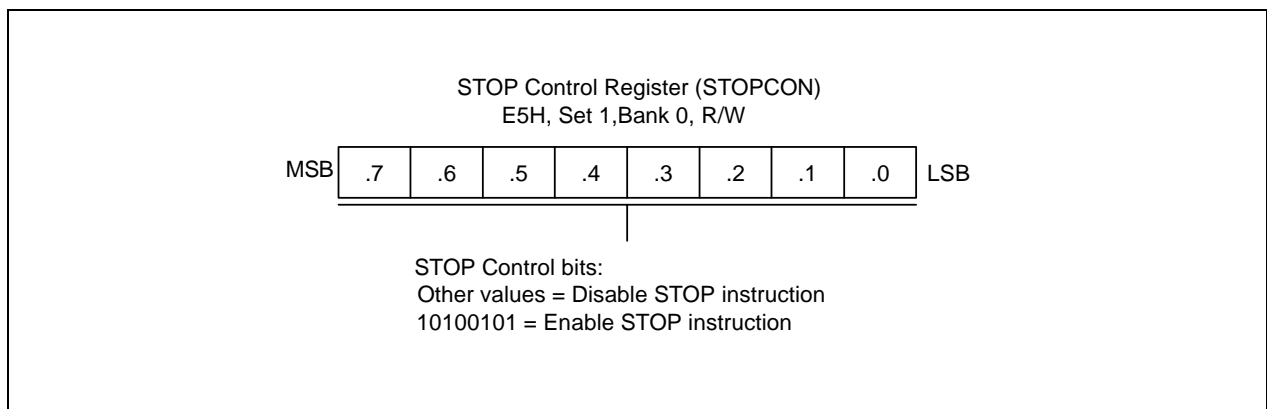 STOP Control Register (STOPCON)
E5H, Set 1,Bank 0, R/W
MSB .7 .6 .5 .4 .3 .2 .1 .0 LSB
STOP Control bits:
Other values = Disable STOP instruction
10100101 = Enable STOP instruction